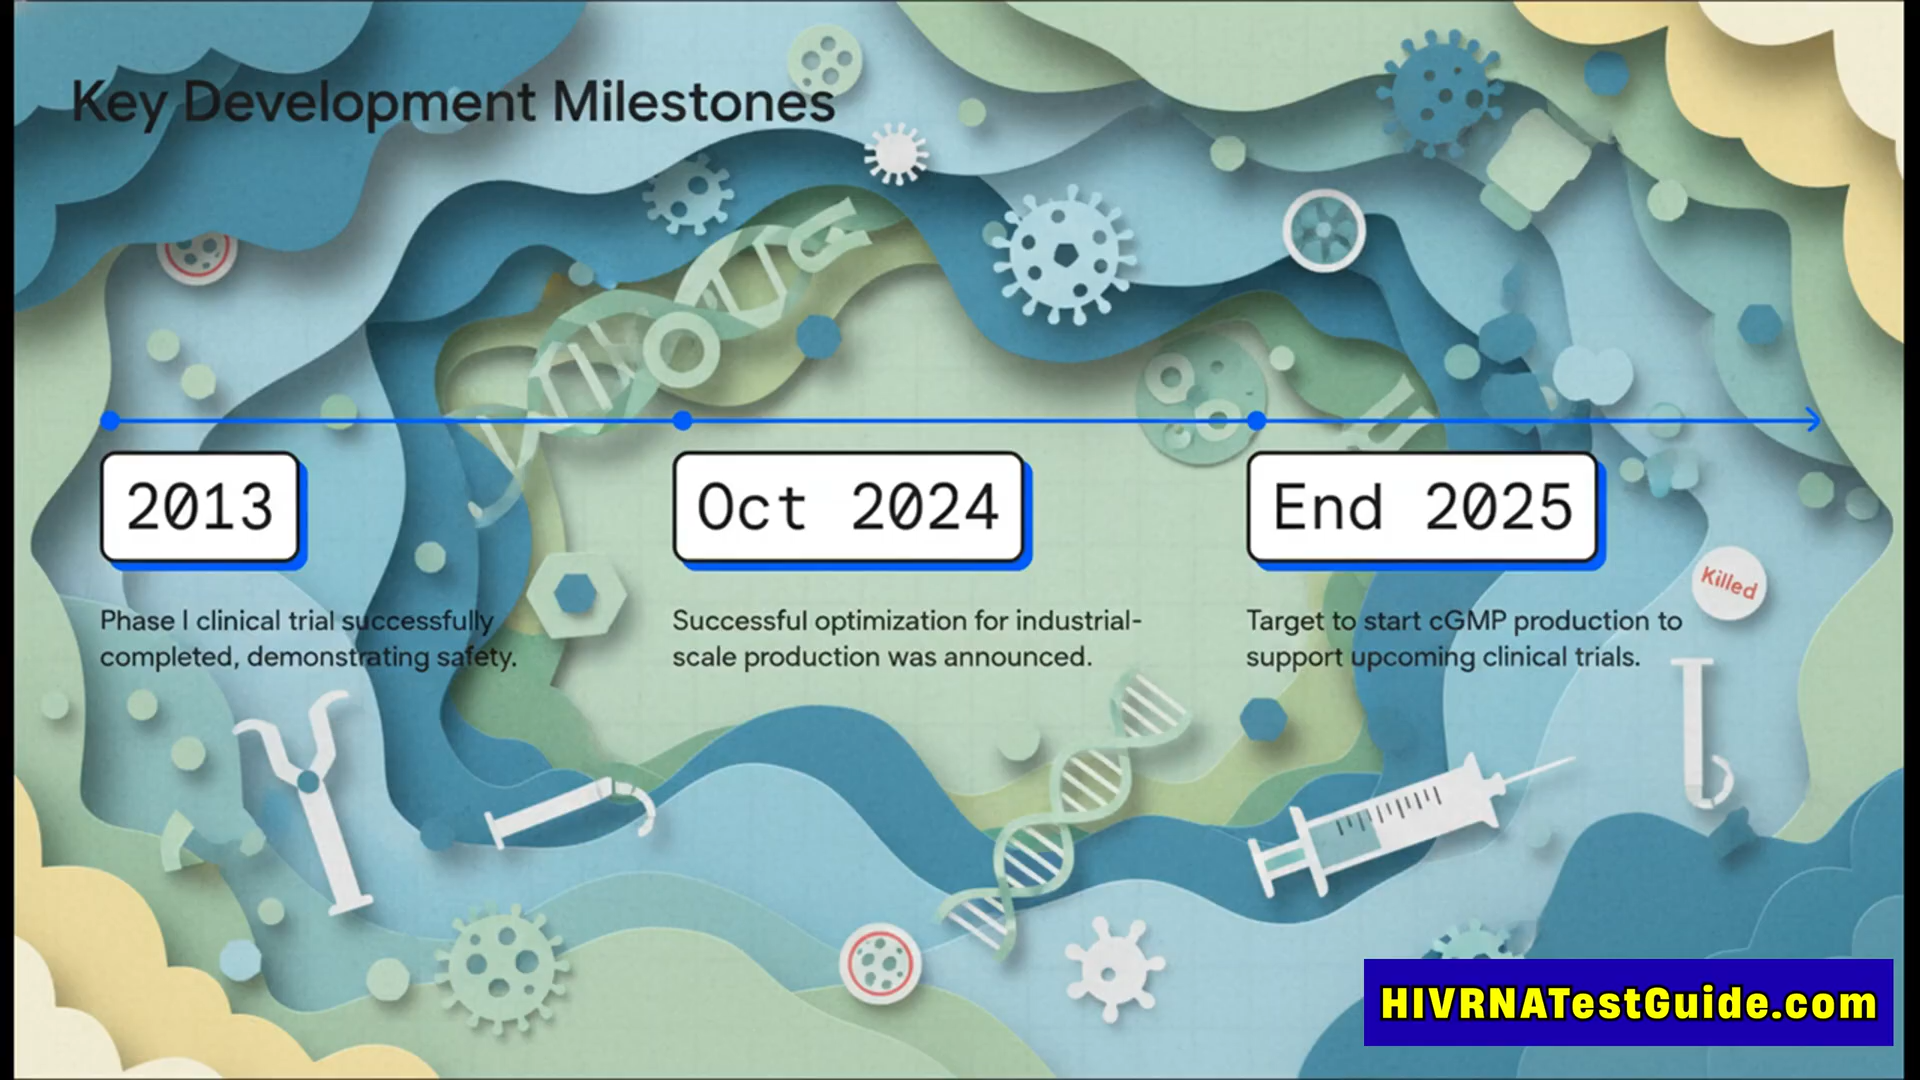 Key Development Milestones
2013
Oct 2024
End 2025
Phase I clinical trial successfully
completed, demonstrating safety.
Successful optimization for industrial-
scale production was announced.
Target to start cGMP production to
support upcoming clinical trials.
Killed
HIVRNATestGuide.com